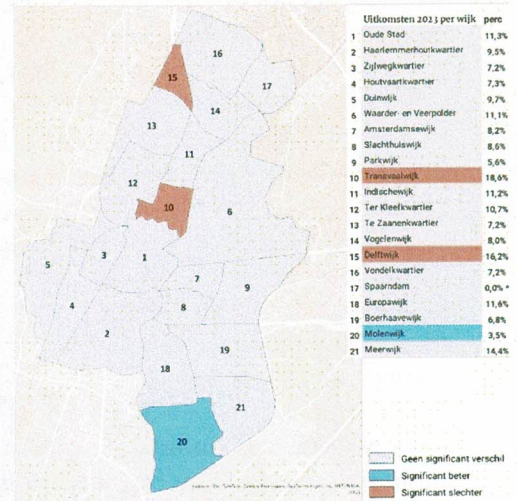 Uitkomsten 2023 per wijk perc
1 Oude Stad 11,3%
2 Haarlemmerhoutkwartier 9,5%
3 Zijlwegkwartier 7,2%
4 Houtvaartkwartier 7,3%
5 Duinwijk 9,7%
6 Waarder- en Veerpolder 11,1%
7 Amsterdamsewijk 8,2%
8 Slachthuiswijk 8,6%
9 Parkwijk 5,6%
10 Transvaalwijk 18,6%
11 Indischewijk 11,2%
12 Ter Kleefkwartier 10,7%
13 Te Zaanenkwartier 7,2%
14 Vogelenwijk 8,0%
15 Delftwijk 16,2%
16 Vondelkwartier 7,2%
17 Spaarndam 0,0% *
18 Europawijk 11,6%
19 Boerhaavewijk 6,8%
20 Molenwijk 3,5%
21 Meerwijk 14,4%
16
15
17
14
13
11
12
10
6
5
3
1
7
9
4
8
2
19
18
21
20
Geen significant verschil
Significant beter
Significant slechter